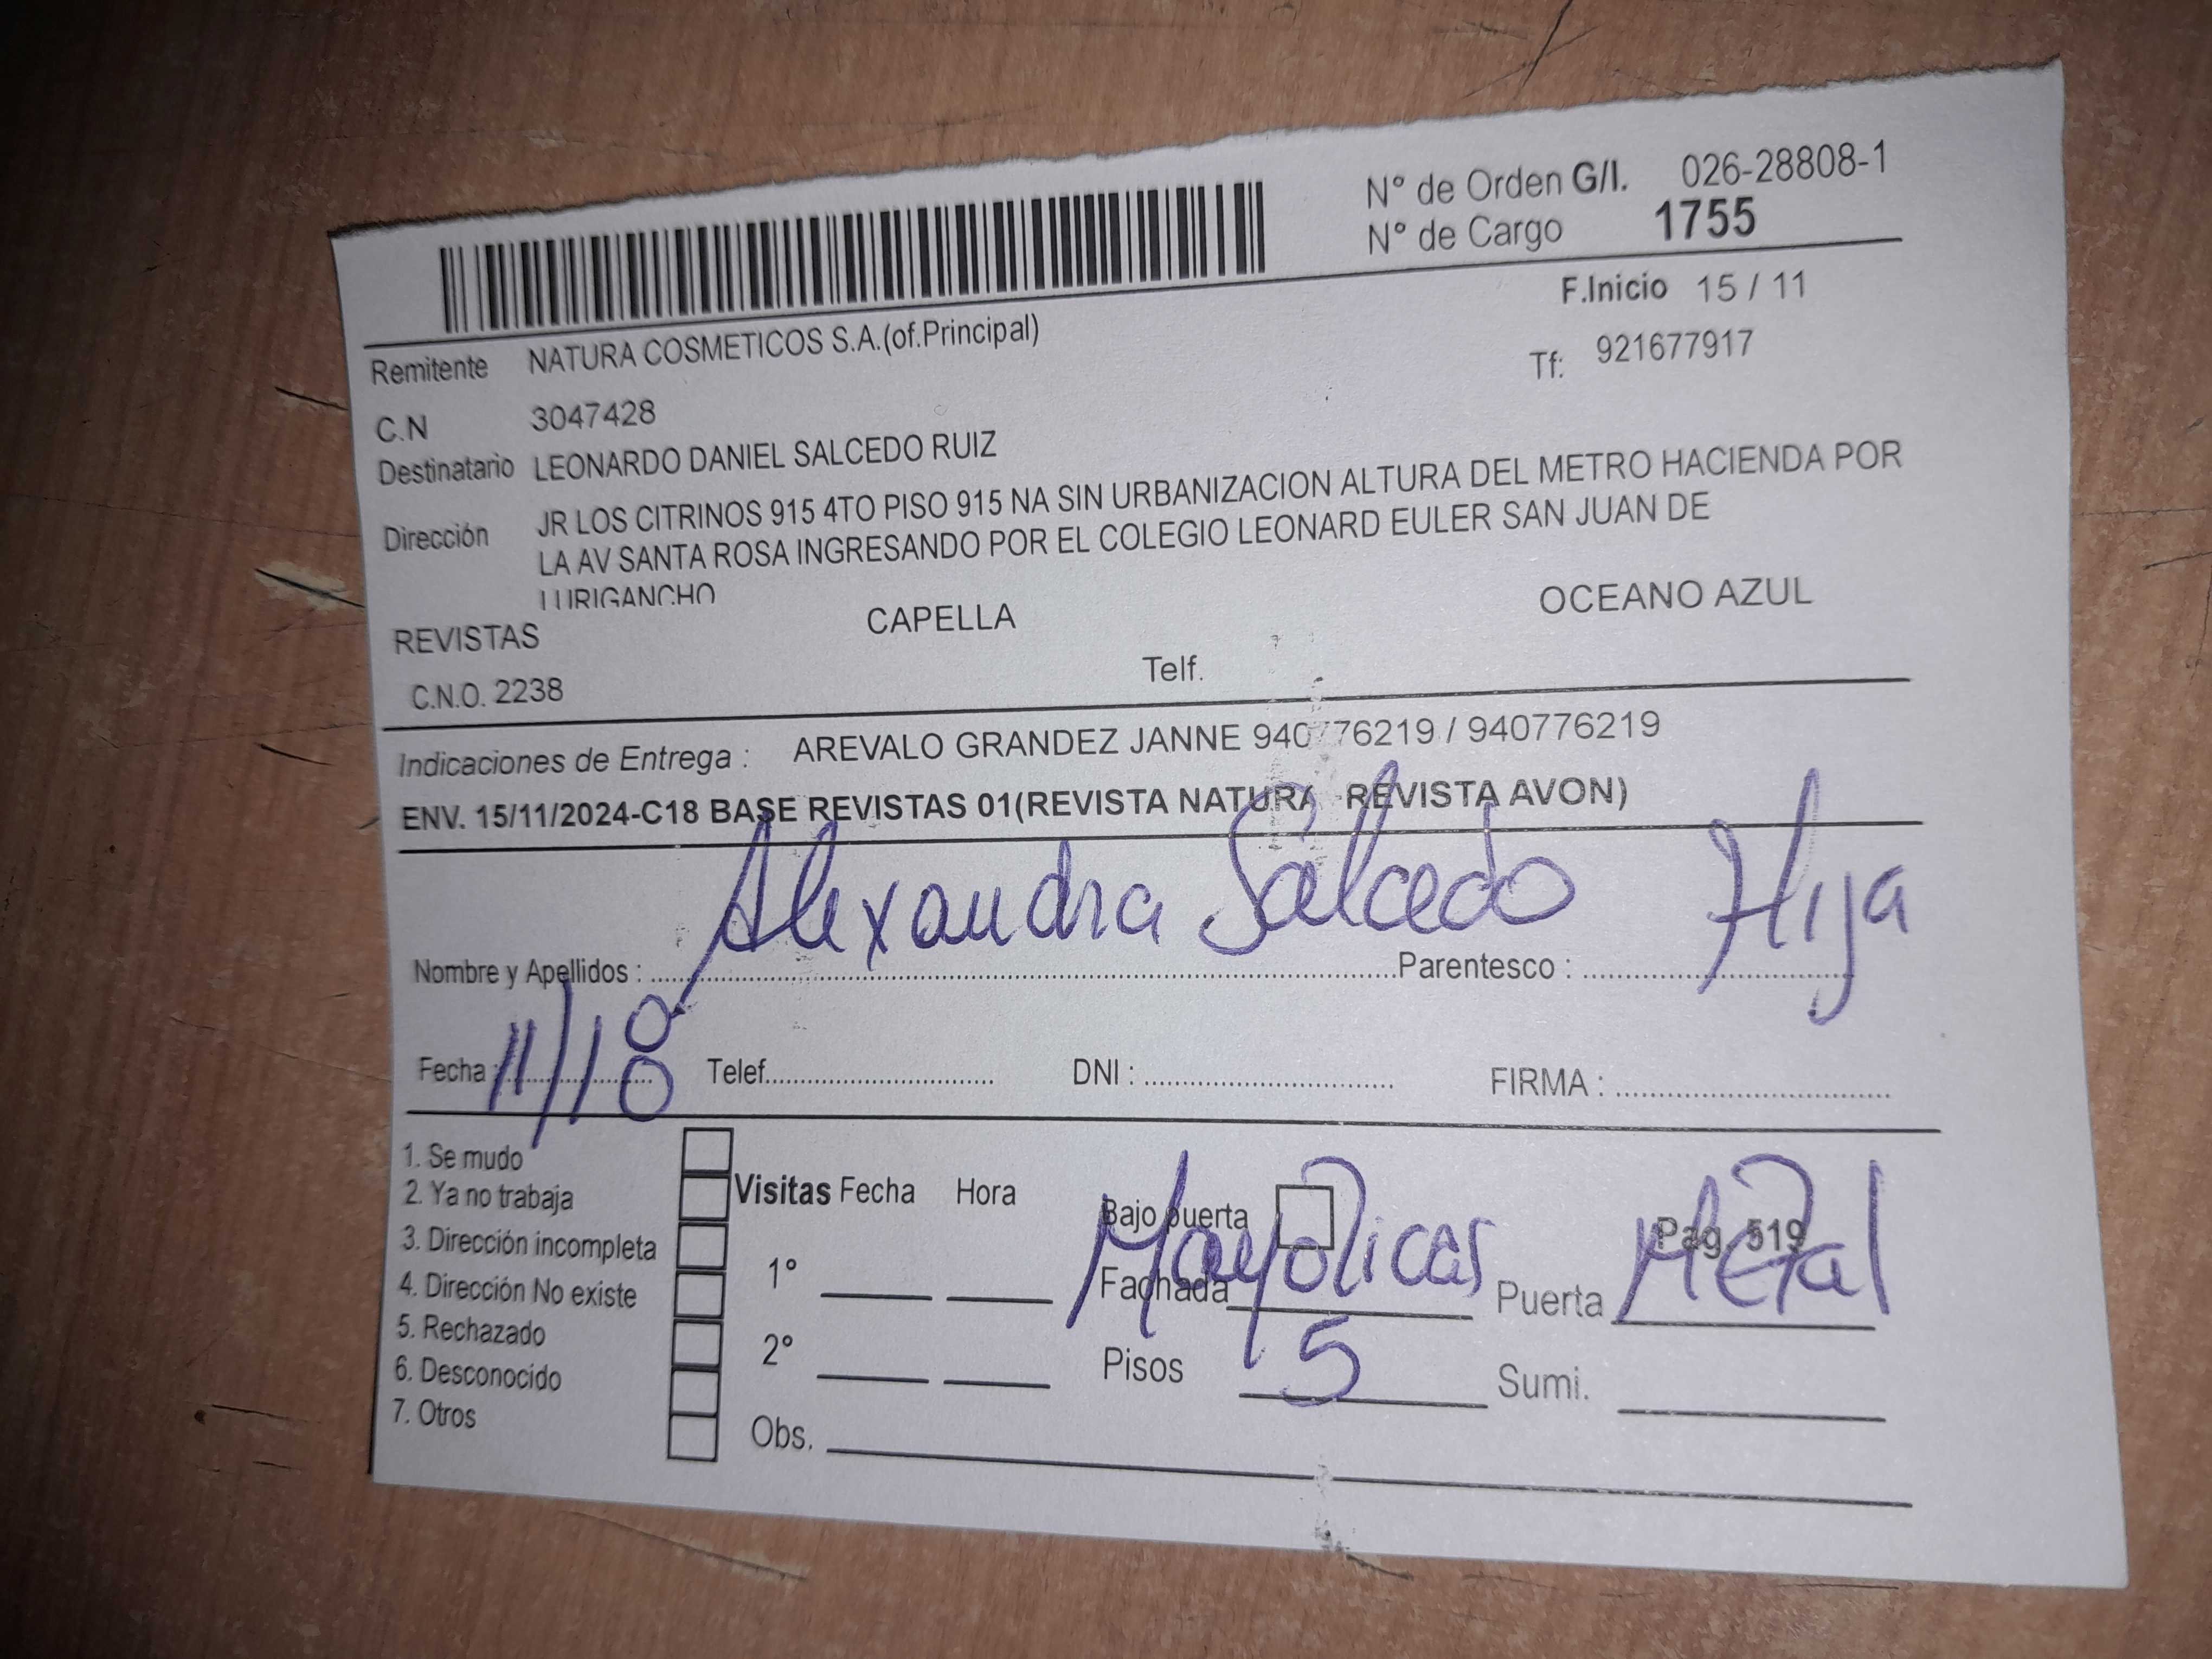 N° de Orden G/I. 026-28808-1
N° de Cargo 1755
F.Inicio 15 / 11
Remitente NATURA COSMETICOS S.A.(of.Principal)
Tf: 921677917
C.N 3047428
Destinatario LEONARDO DANIEL SALCEDO RUIZ
Dirección JR LOS CITRINOS 915 4TO PISO 915 NA SIN URBANIZACION ALTURA DEL METRO HACIENDA POR
LA AV SANTA ROSA INGRESANDO POR EL COLEGIO LEONARD EULER SAN JUAN DE
LURIGANCHO
REVISTAS CAPELLA OCEANO AZUL
C.N.O. 2238 Telf.
Indicaciones de Entrega : AREVALO GRANDEZ JANNE 940776219 / 940776219
ENV. 15/11/2024-C18 BASE REVISTAS 01(REVISTA NATURA REVISTA AVON)
Alexandra Salcedo Hija
Nombre y Apellidos : Parentesco :
Fecha : 11/18 Telef. DNI : FIRMA :
1. Se mudo
2. Ya no trabaja
3. Dirección incompleta
4. Dirección No existe
5. Rechazado
6. Desconocido
7. Otros
Visitas Fecha Hora
1°
2°
Obs.
Bajo puerta Pag 519
Fachada Mayolicas Puerta Metal
Pisos 5 Sumi.